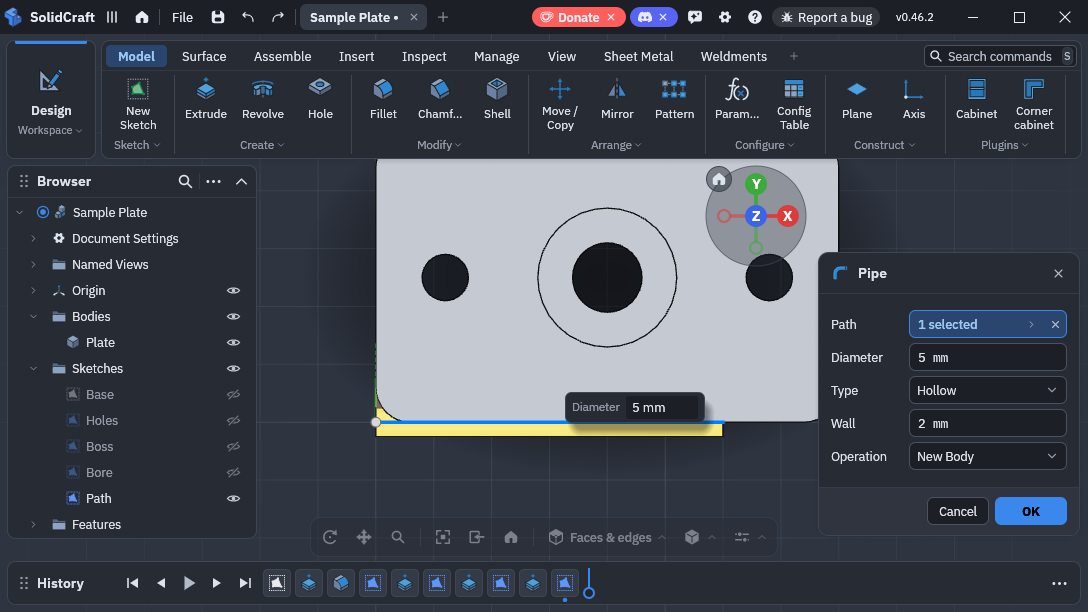 SolidCraft
File
Sample Plate •
Donate
Report a bug
v0.46.2
Design
Workspace
Model
Surface
Assemble
Insert
Inspect
Manage
View
Sheet Metal
Weldments
Search commands
S
New Sketch
Extrude
Revolve
Hole
Fillet
Chamf...
Shell
Move / Copy
Mirror
Pattern
Param...
Config Table
Plane
Axis
Cabinet
Corner cabinet
Sketch
Create
Modify
Arrange
Configure
Construct
Plugins
Browser
Sample Plate
Document Settings
Named Views
Origin
Bodies
Plate
Sketches
Base
Holes
Boss
Bore
Path
Features
Y
Z
X
Diameter 5 mm
Pipe
Path 1 selected
Diameter 5 mm
Type Hollow
Wall 2 mm
Operation New Body
Cancel
OK
Faces & edges
History